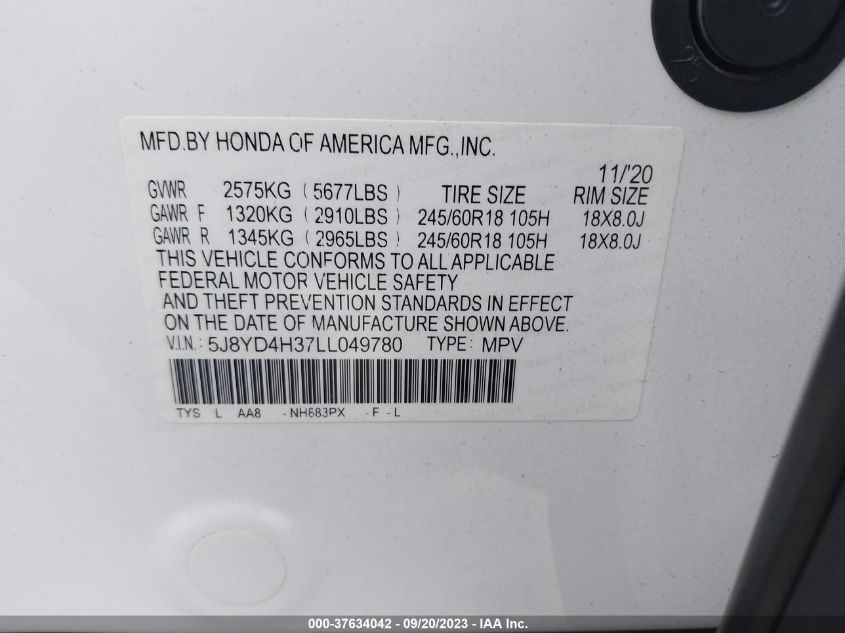 25
MFD.BY HONDA OF AMERICA MFG.,INC.
11/'20
GVWR 2575KG ( 5677LBS ) TIRE SIZE RIM SIZE
GAWR F 1320KG ( 2910LBS ) 245/60R18 105H 18X8.0J
GAWR R 1345KG ( 2965LBS ) 245/60R18 105H 18X8.0J
THIS VEHICLE CONFORMS TO ALL APPLICABLE
FEDERAL MOTOR VEHICLE SAFETY
AND THEFT PREVENTION STANDARDS IN EFFECT
ON THE DATE OF MANUFACTURE SHOWN ABOVE.
V.I.N.: 5J8YD4H37LL049780 TYPE: MPV
TYS L AA8 -NH883PX -F-L
000-37634042 — 09/20/2023 — IAA Inc.